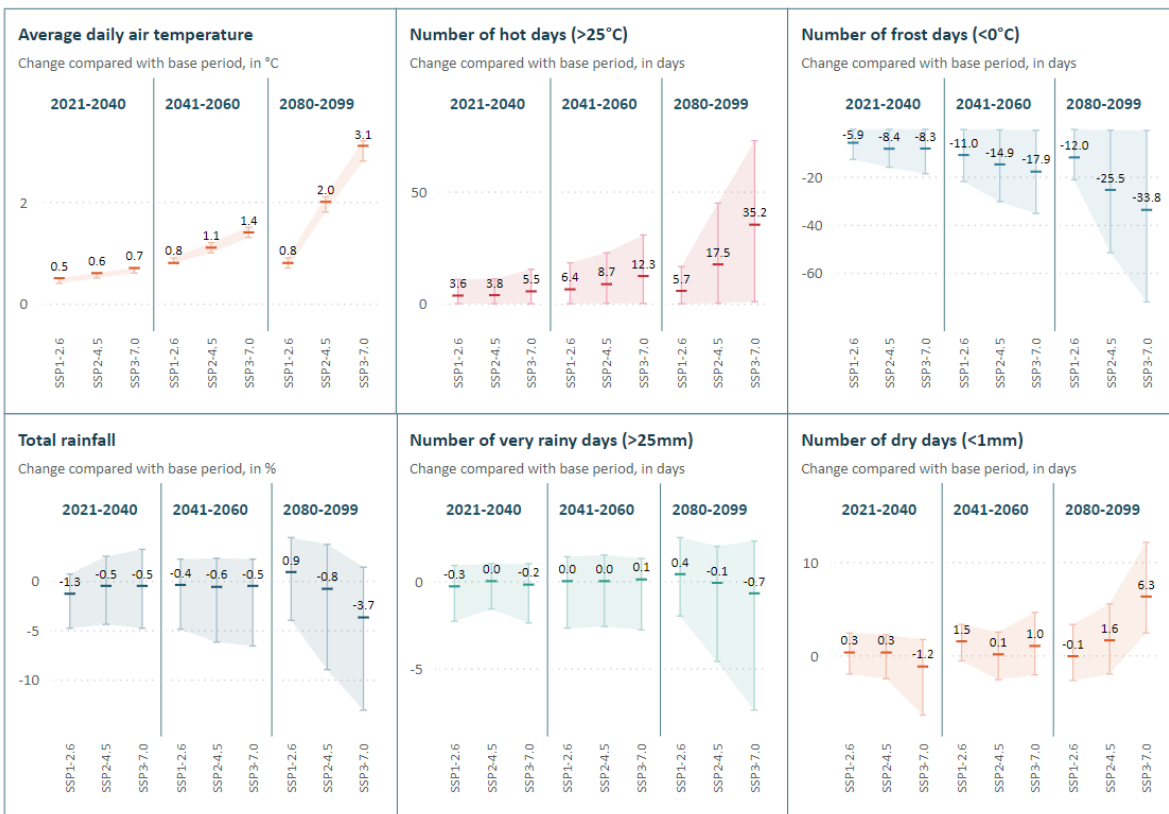 Average daily air temperature
Change compared with base period, in °C
2021-2040
2041-2060
2080-2099
2
0
0.5
0.6
0.7
0.8
1.1
1.4
0.8
2.0
3.1
SSP1-2.6
SSP2-4.5
SSP3-7.0
SSP1-2.6
SSP2-4.5
SSP3-7.0
SSP1-2.6
SSP2-4.5
SSP3-7.0
Number of hot days (>25°C)
Change compared with base period, in days
2021-2040
2041-2060
2080-2099
50
0
3.6
3.8
5.5
6.4
8.7
12.3
5.7
17.5
35.2
SSP1-2.6
SSP2-4.5
SSP3-7.0
SSP1-2.6
SSP2-4.5
SSP3-7.0
SSP1-2.6
SSP2-4.5
SSP3-7.0
Number of frost days (<0°C)
Change compared with base period, in days
2021-2040
2041-2060
2080-2099
-20
-40
-60
-5.9
-8.4
-8.3
-11.0
-14.9
-17.9
-12.0
-25.5
-33.8
SSP1-2.6
SSP2-4.5
SSP3-7.0
SSP1-2.6
SSP2-4.5
SSP3-7.0
SSP1-2.6
SSP2-4.5
SSP3-7.0
Total rainfall
Change compared with base period, in %
2021-2040
2041-2060
2080-2099
0
-5
-10
-1.3
-0.5
-0.5
-0.4
-0.6
-0.5
0.9
-0.8
-3.7
SSP1-2.6
SSP2-4.5
SSP3-7.0
SSP1-2.6
SSP2-4.5
SSP3-7.0
SSP1-2.6
SSP2-4.5
SSP3-7.0
Number of very rainy days (>25mm)
Change compared with base period, in days
2021-2040
2041-2060
2080-2099
0
-5
-0.3
0.0
-0.2
0.0
0.0
0.1
0.4
-0.1
-0.7
SSP1-2.6
SSP2-4.5
SSP3-7.0
SSP1-2.6
SSP2-4.5
SSP3-7.0
SSP1-2.6
SSP2-4.5
SSP3-7.0
Number of dry days (<1mm)
Change compared with base period, in days
2021-2040
2041-2060
2080-2099
10
0
0.3
0.3
-1.2
1.5
0.1
1.0
-0.1
1.6
6.3
SSP1-2.6
SSP2-4.5
SSP3-7.0
SSP1-2.6
SSP2-4.5
SSP3-7.0
SSP1-2.6
SSP2-4.5
SSP3-7.0